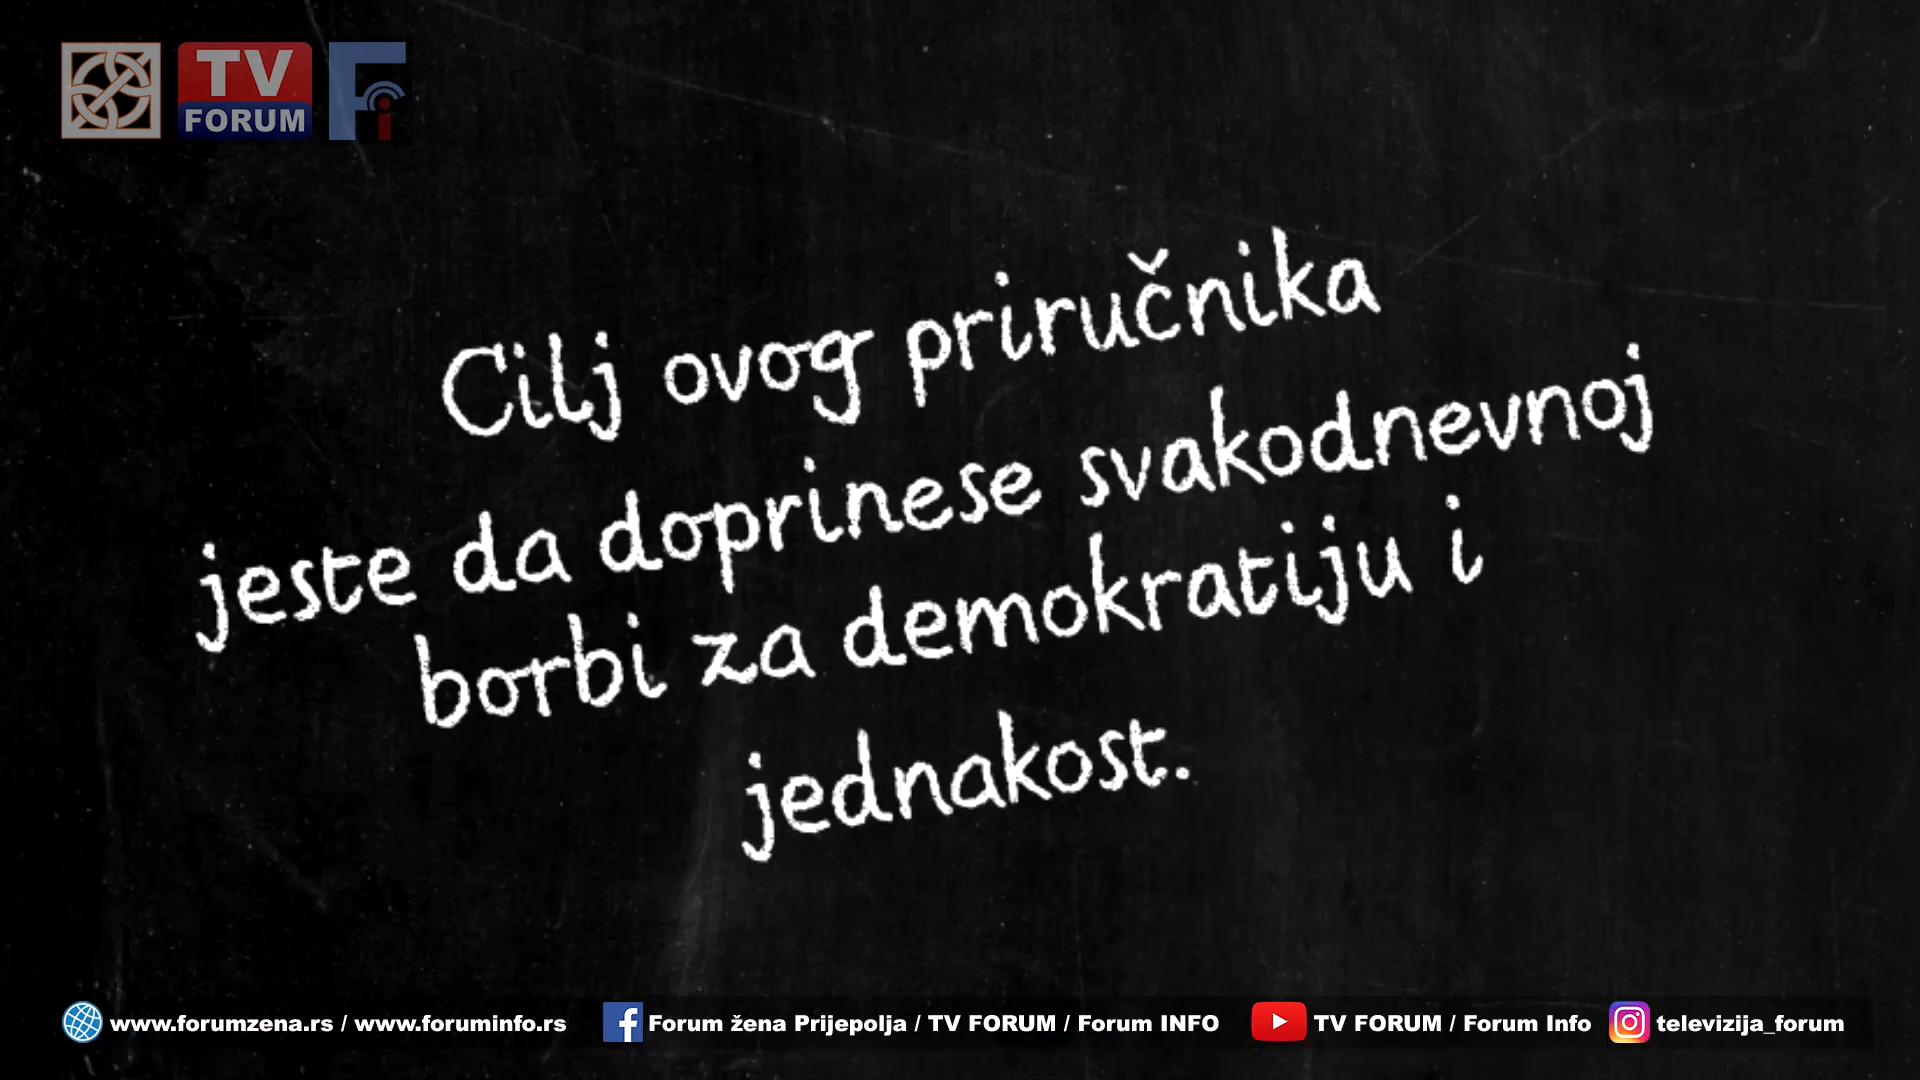 TV
FORUM
Fi
Cilj ovog priručnika
jeste da doprinese svakodnevnoj
borbi za demokratiju i
jednakost.
www.forumzena.rs / www.foruminfo.rs Forum žena Prijepolja / TV FORUM / Forum INFO TV FORUM / Forum Info televizija_forum